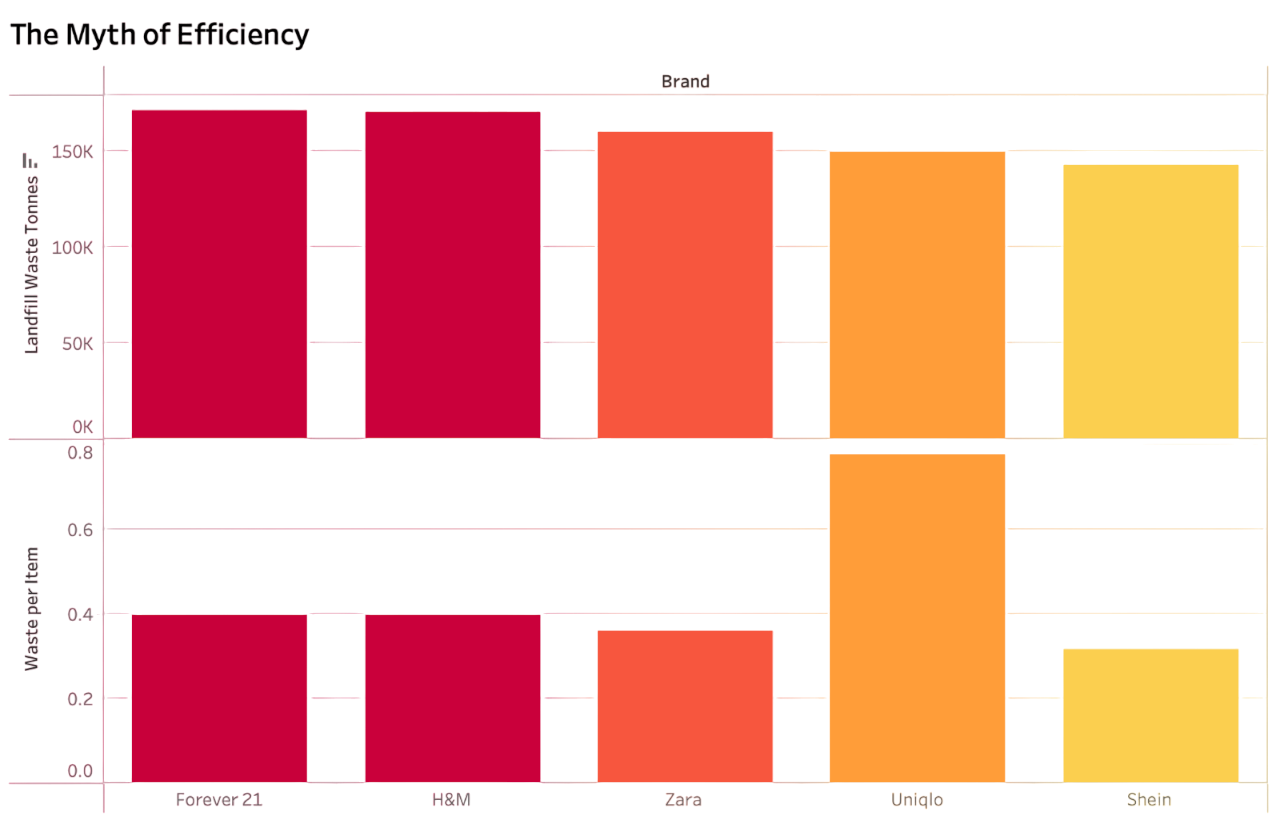 The Myth of Efficiency
Brand
Landfill Waste Tonnes
150K
100K
50K
0K
Waste per Item
0.8
0.6
0.4
0.2
0.0
Forever 21 H&M Zara Uniqlo Shein